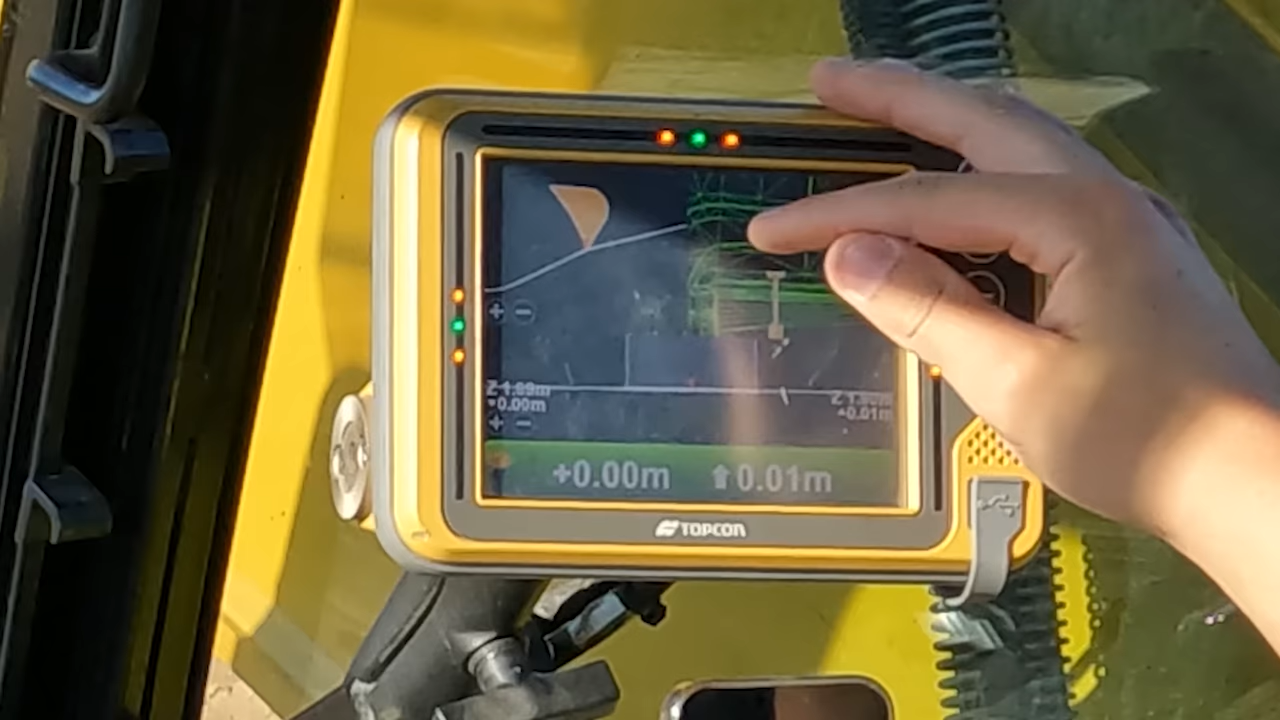 Z 1.89m
+0.00m
+0.01m
+0.00m ⬆0.01m
TOPCON